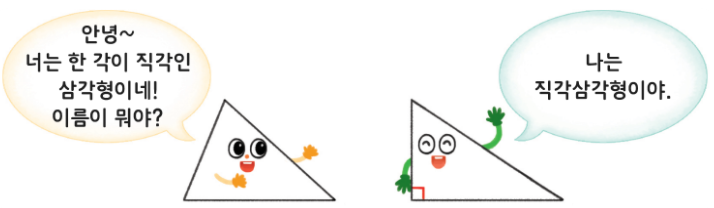 안녕~
너는 한 각이 직각인
삼각형이네!
이름이 뭐야?
나는
직각삼각형이야.